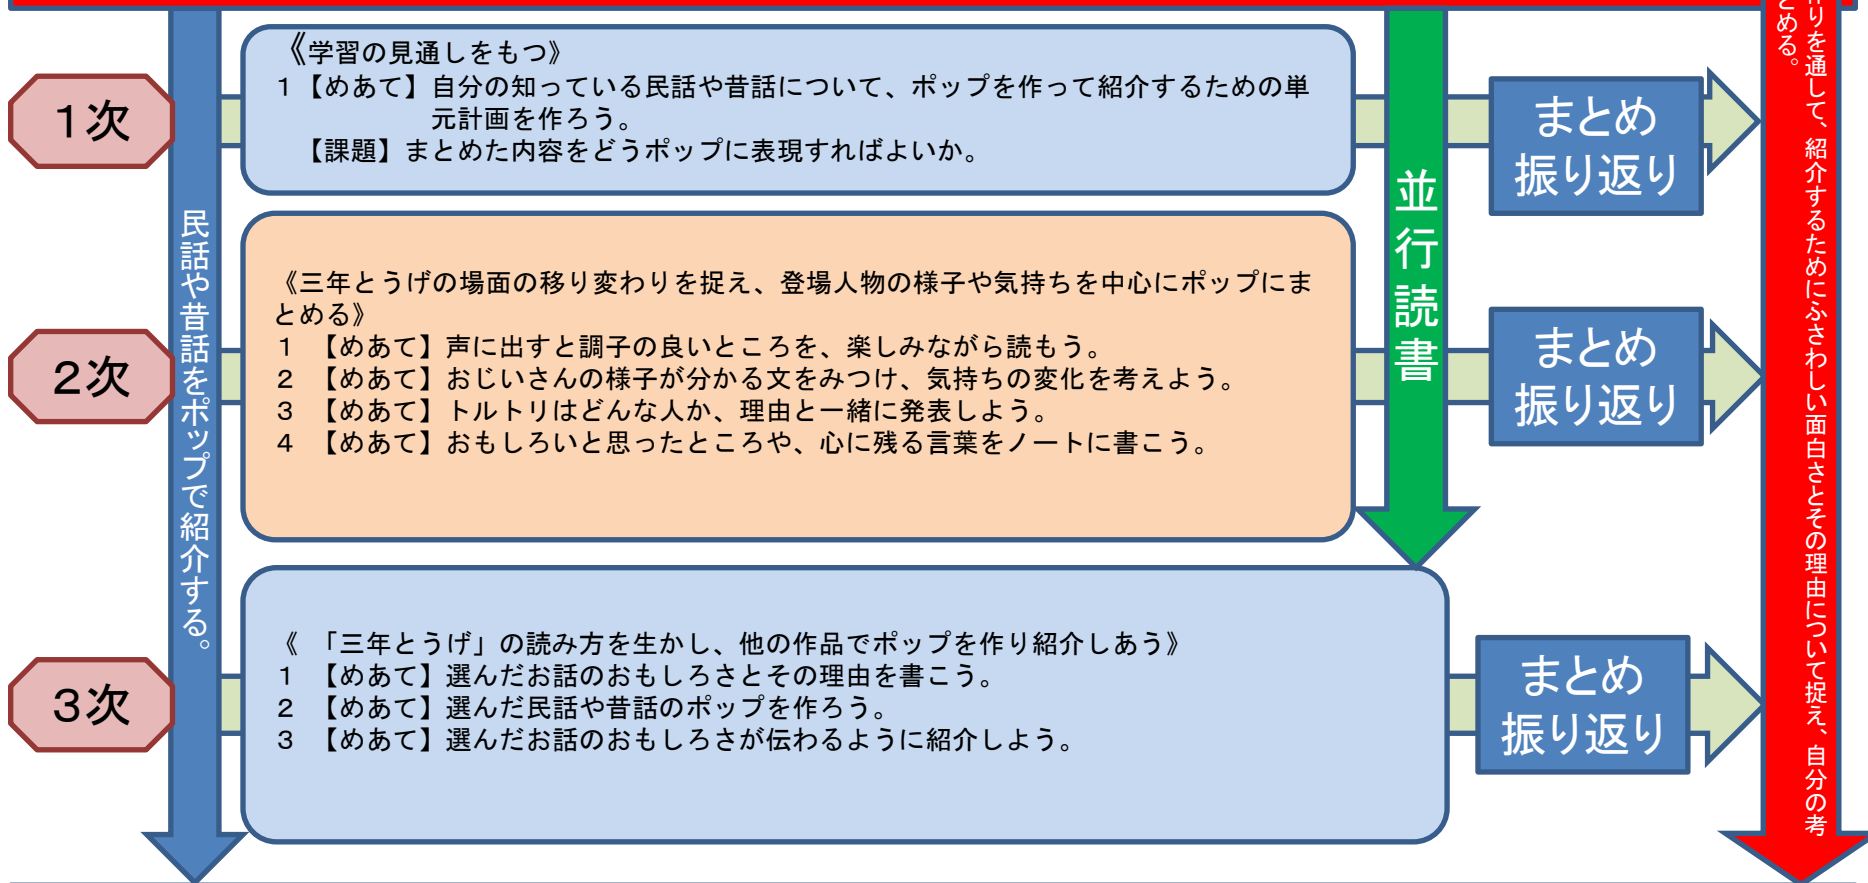 1次
《学習の見通しをもつ》
1【めあて】自分の知っている民話や昔話について、ポップを作って紹介するための単
元計画を作ろう。
【課題】まとめた内容をどうポップに表現すればよいか。
まとめ
振り返り
民話や昔話をポップで紹介する。
並行読書
2次
《三年とうげの場面の移り変わりを捉え、登場人物の様子や気持ちを中心にポップにま
とめる》
1 【めあて】声に出すと調子の良いところを、楽しみながら読もう。
2 【めあて】おじいさんの様子が分かる文をみつけ、気持ちの変化を考えよう。
3 【めあて】トルトリはどんな人か、理由と一緒に発表しよう。
4 【めあて】おもしろいと思ったところや、心に残る言葉をノートに書こう。
まとめ
振り返り
3次
《 「三年とうげ」の読み方を生かし、他の作品でポップを作り紹介しあう》
1 【めあて】選んだお話のおもしろさとその理由を書こう。
2 【めあて】選んだ民話や昔話のポップを作ろう。
3 【めあて】選んだお話のおもしろさが伝わるように紹介しよう。
まとめ
振り返り
作りを通して、紹介するためにふさわしい面白さとその理由について捉え、自分の考
とめる。